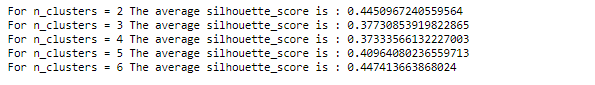 For n_clusters = 2 The average silhouette_score is : 0.4450967240559564
For n_clusters = 3 The average silhouette_score is : 0.37730853919822865
For n_clusters = 4 The average silhouette_score is : 0.37333566132227003
For n_clusters = 5 The average silhouette_score is : 0.40964080236559713
For n_clusters = 6 The average silhouette_score is : 0.447413663868024